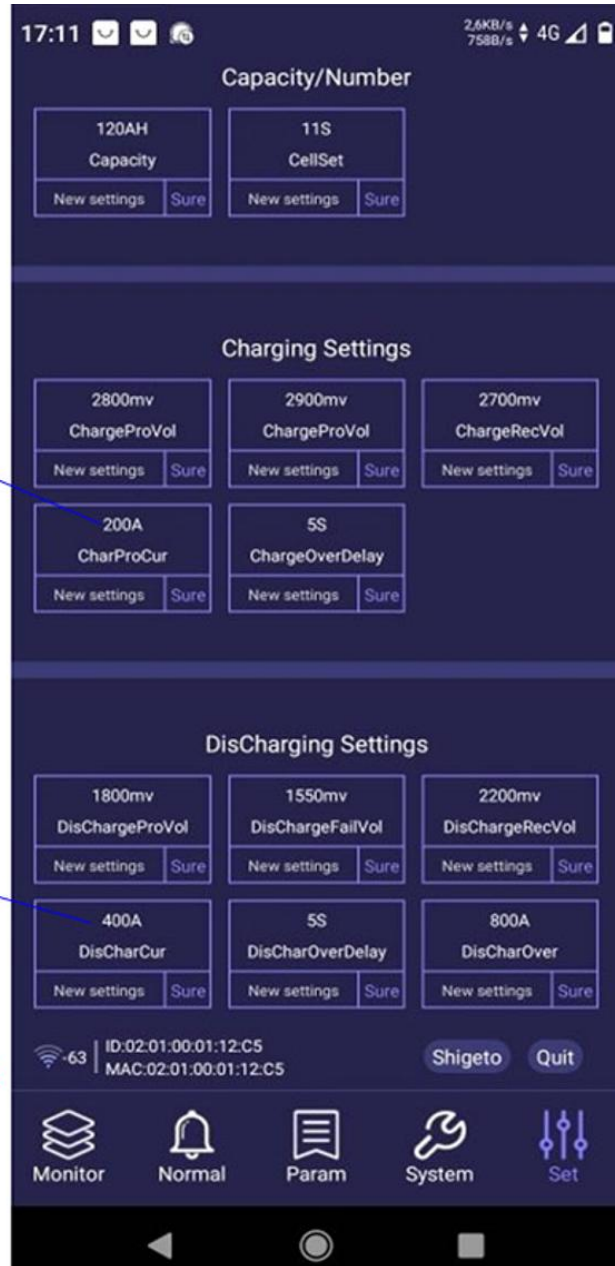 17:11 2,6KB/s 758B/s 4G
Capacity/Number
120AH 11S
Capacity CellSet
New settings Sure New settings Sure
Charging Settings
2800mv 2900mv 2700mv
ChargeProVol ChargeProVol ChargeRecVol
New settings Sure New settings Sure New settings Sure
200A 5S
CharProCur ChargeOverDelay
New settings Sure New settings Sure
DisCharging Settings
1800mv 1550mv 2200mv
DisChargeProVol DisChargeFailVol DisChargeRecVol
New settings Sure New settings Sure New settings Sure
400A 5S 800A
DisCharCur DisCharOverDelay DisCharOver
New settings Sure New settings Sure New settings Sure
-63 ID:02:01:00:01:12:C5
MAC:02:01:00:01:12:C5
Shigeto Quit
Monitor Normal Param System Set